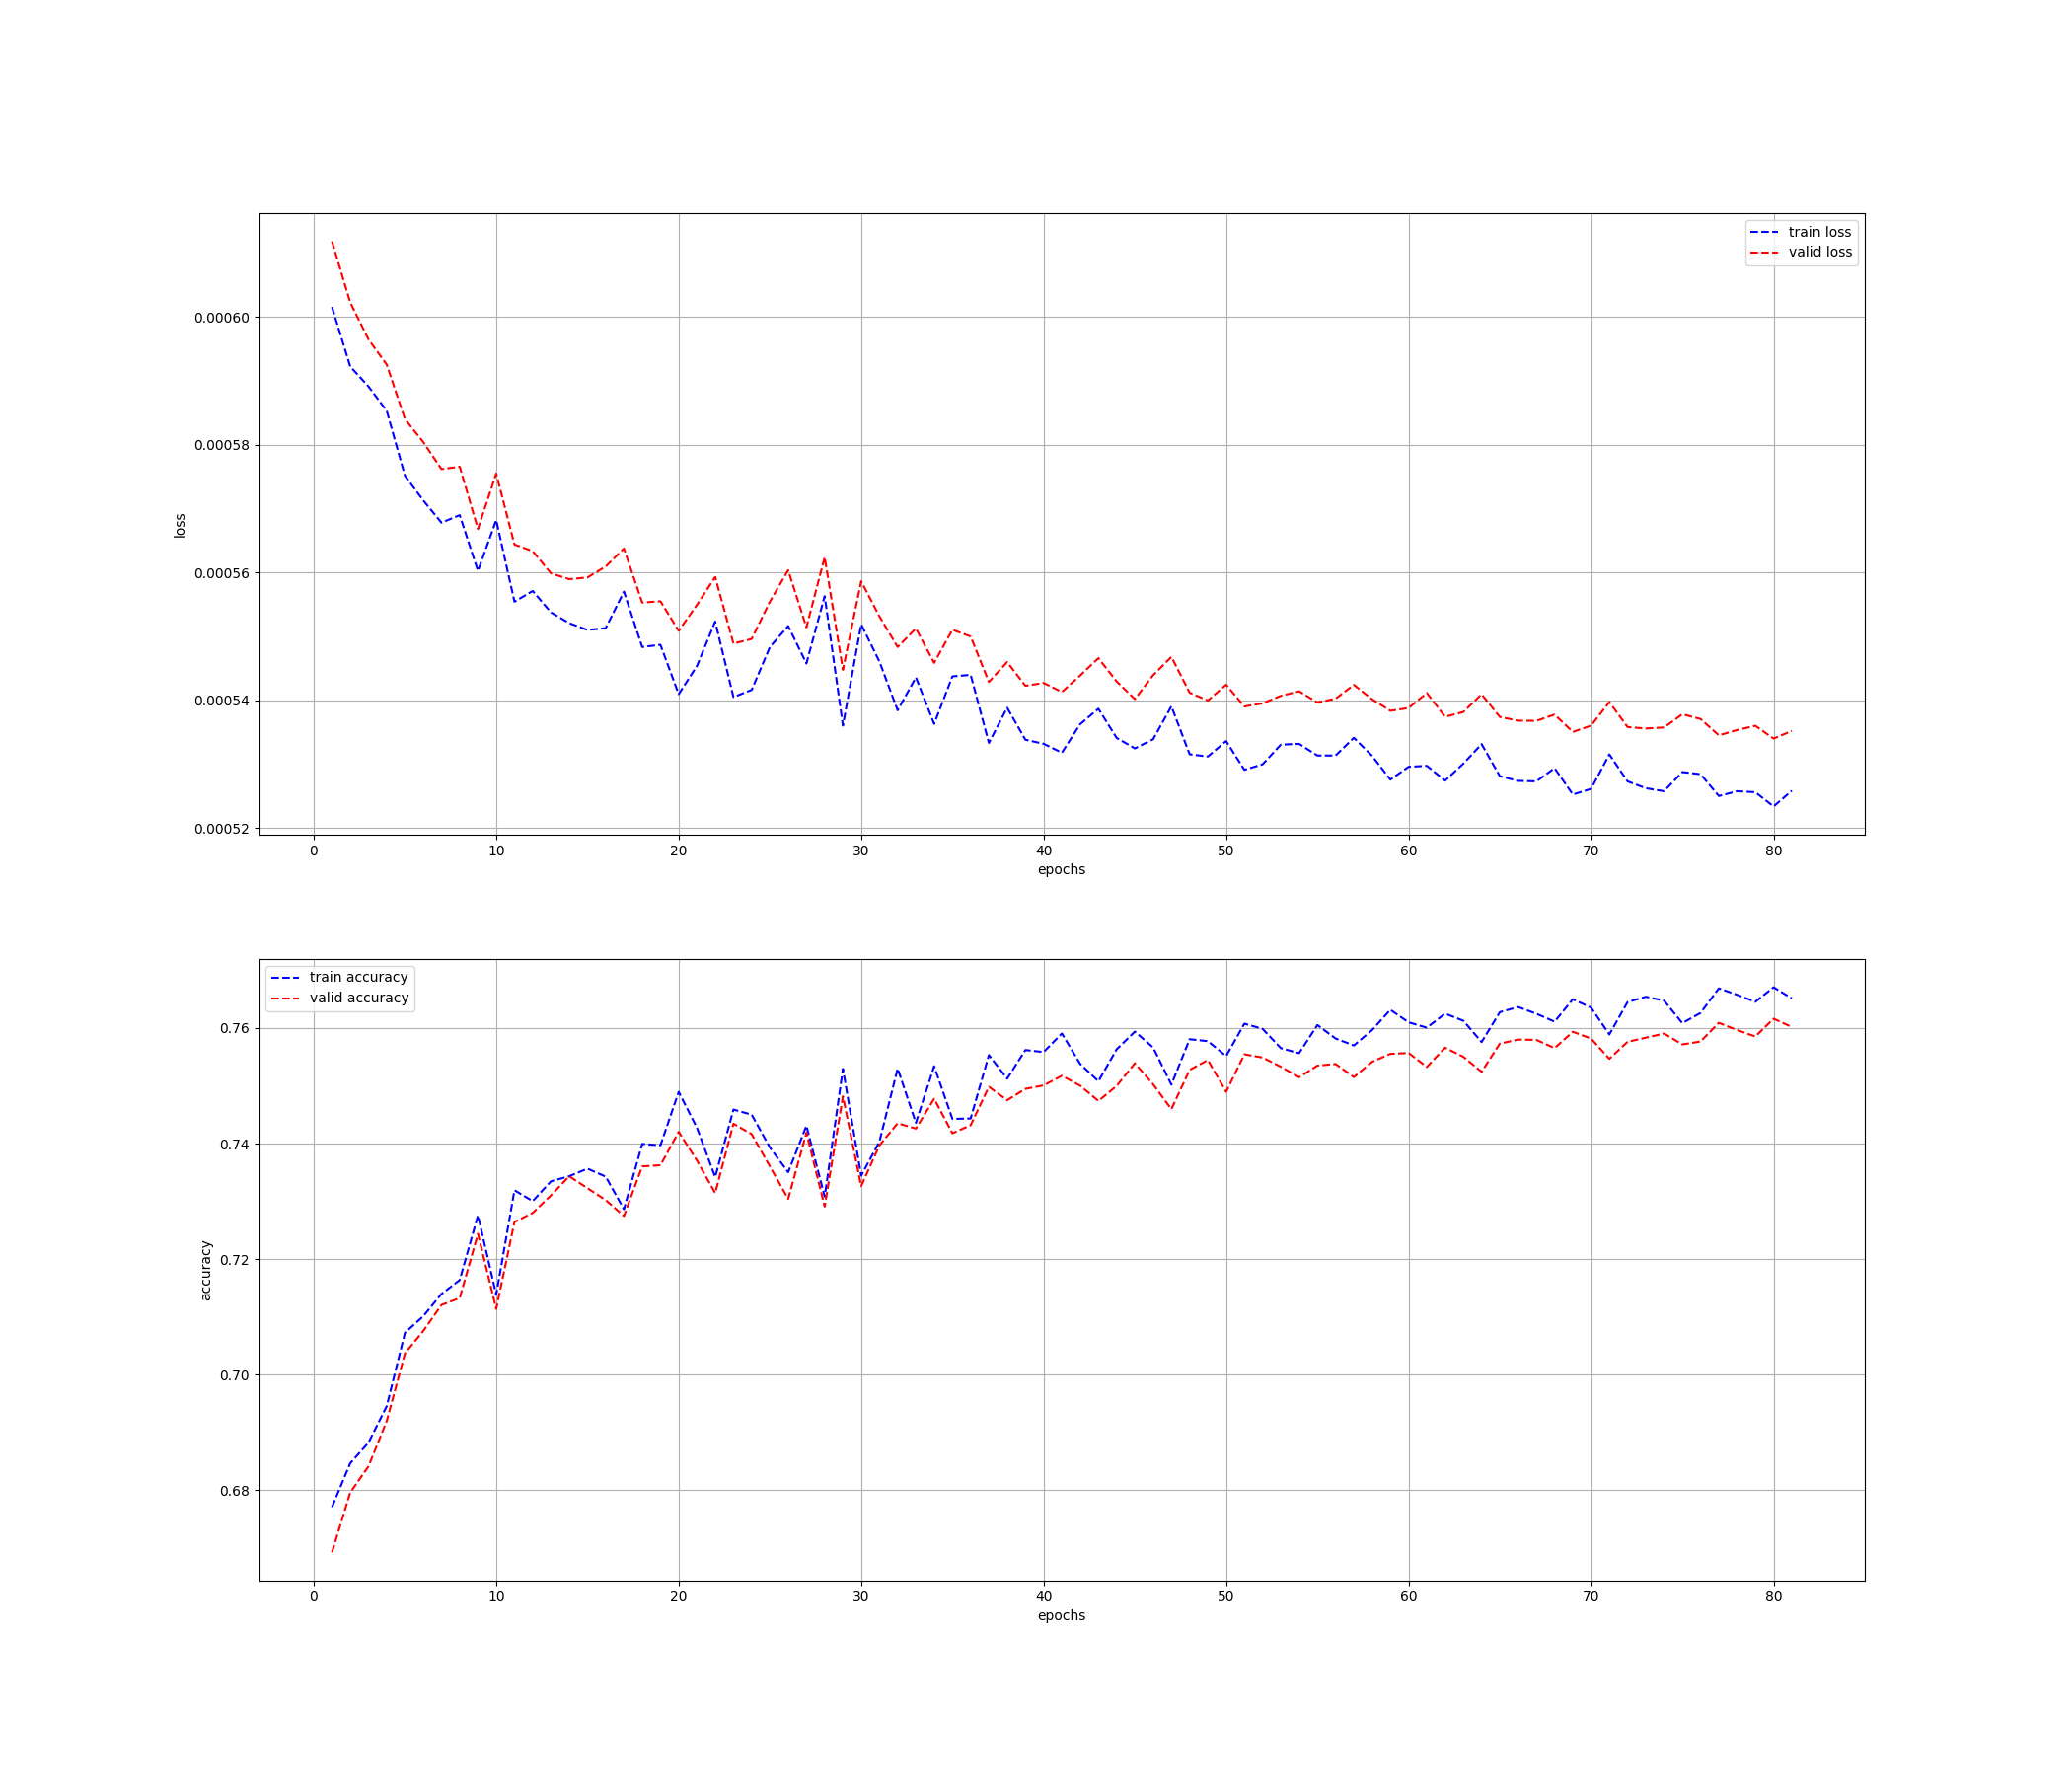 train loss
valid loss
0.00060
0.00058
0.00056
0.00054
0.00052
loss
0 10 20 30 40 50 60 70 80
epochs
train accuracy
valid accuracy
0.76
0.74
0.72
0.70
0.68
accuracy
0 10 20 30 40 50 60 70 80
epochs